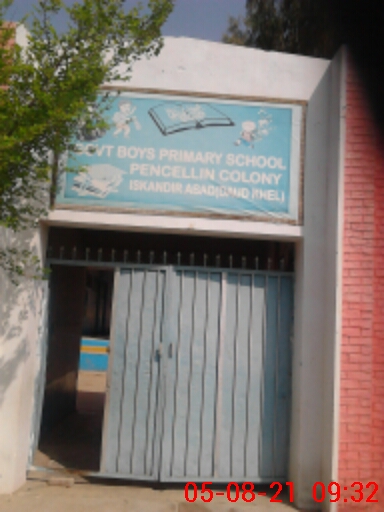 GOVT BOYS PRIMARY SCHOOL
PENCELLIN COLONY
ISKANDIR ABAD(DAUD KHEL)
05-08-21 09:32